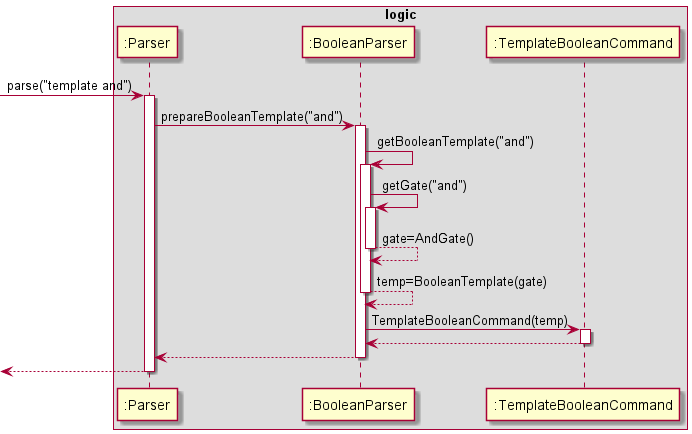 logic
:Parser
:BooleanParser
:TemplateBooleanCommand
parse("template and")
prepareBooleanTemplate("and")
getBooleanTemplate("and")
getGate("and")
gate=AndGate()
temp=BooleanTemplate(gate)
TemplateBooleanCommand(temp)
:Parser
:BooleanParser
:TemplateBooleanCommand